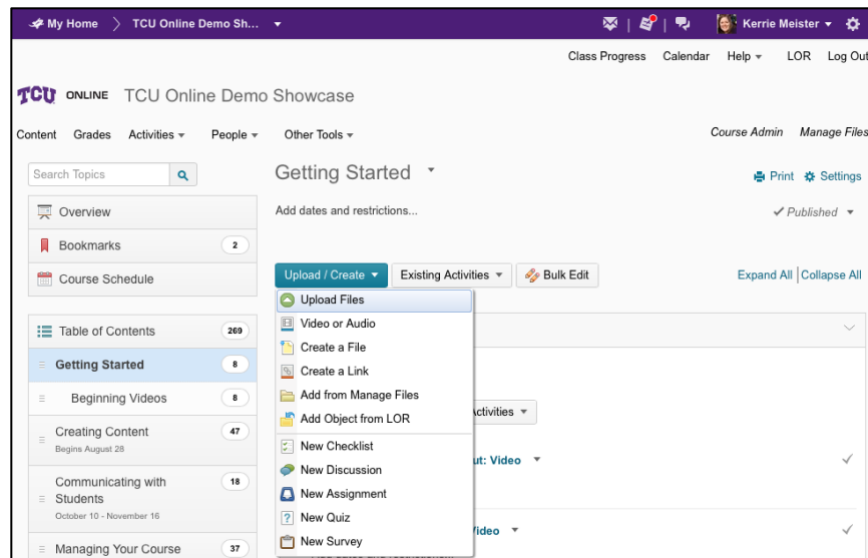 My Home
TCU Online Demo Sh...
Kerrie Meister
Class Progress Calendar Help LOR Log Out
TCU ONLINE TCU Online Demo Showcase
Content Grades Activities People Other Tools
Course Admin Manage Files
Search Topics
Getting Started
Print Settings
Overview
Add dates and restrictions...
Published
Bookmarks 2
Course Schedule
Upload / Create Existing Activities Bulk Edit
Expand All Collapse All
Upload Files
Video or Audio
Create a File
Create a Link
Add from Manage Files
Add Object from LOR
New Checklist
New Discussion
New Assignment
New Quiz
New Survey
Table of Contents 269
Getting Started 8
Beginning Videos 8
Creating Content 47
Begins August 28
Communicating with 18
Students
October 10 - November 16
Managing Your Course 37
ctivities
ut: Video
ideo